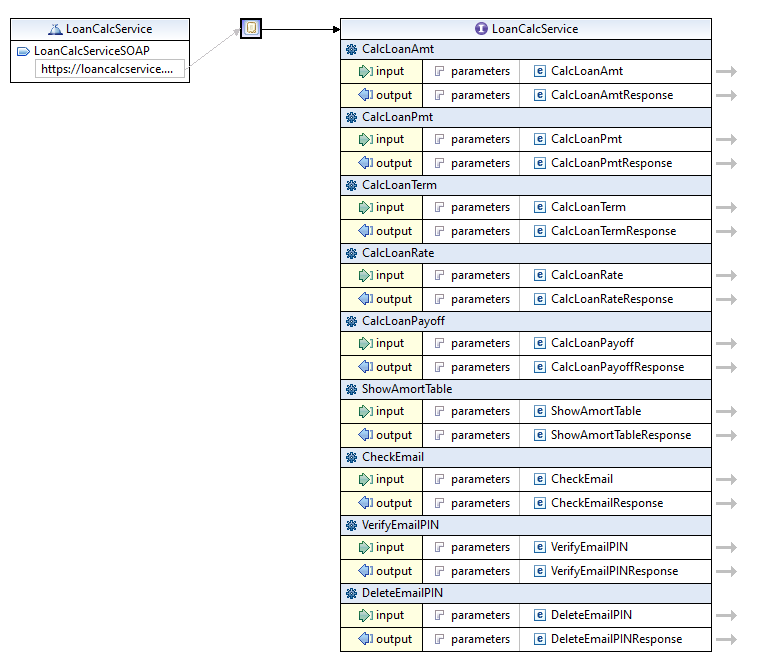 LoanCalcService
LoanCalcServiceSOAP
https://loancalcservice....
LoanCalcService
CalcLoanAmt
input parameters CalcLoanAmt
output parameters CalcLoanAmtResponse
CalcLoanPmt
input parameters CalcLoanPmt
output parameters CalcLoanPmtResponse
CalcLoanTerm
input parameters CalcLoanTerm
output parameters CalcLoanTermResponse
CalcLoanRate
input parameters CalcLoanRate
output parameters CalcLoanRateResponse
CalcLoanPayoff
input parameters CalcLoanPayoff
output parameters CalcLoanPayoffResponse
ShowAmortTable
input parameters ShowAmortTable
output parameters ShowAmortTableResponse
CheckEmail
input parameters CheckEmail
output parameters CheckEmailResponse
VerifyEmailPIN
input parameters VerifyEmailPIN
output parameters VerifyEmailPINResponse
DeleteEmailPIN
input parameters DeleteEmailPIN
output parameters DeleteEmailPINResponse